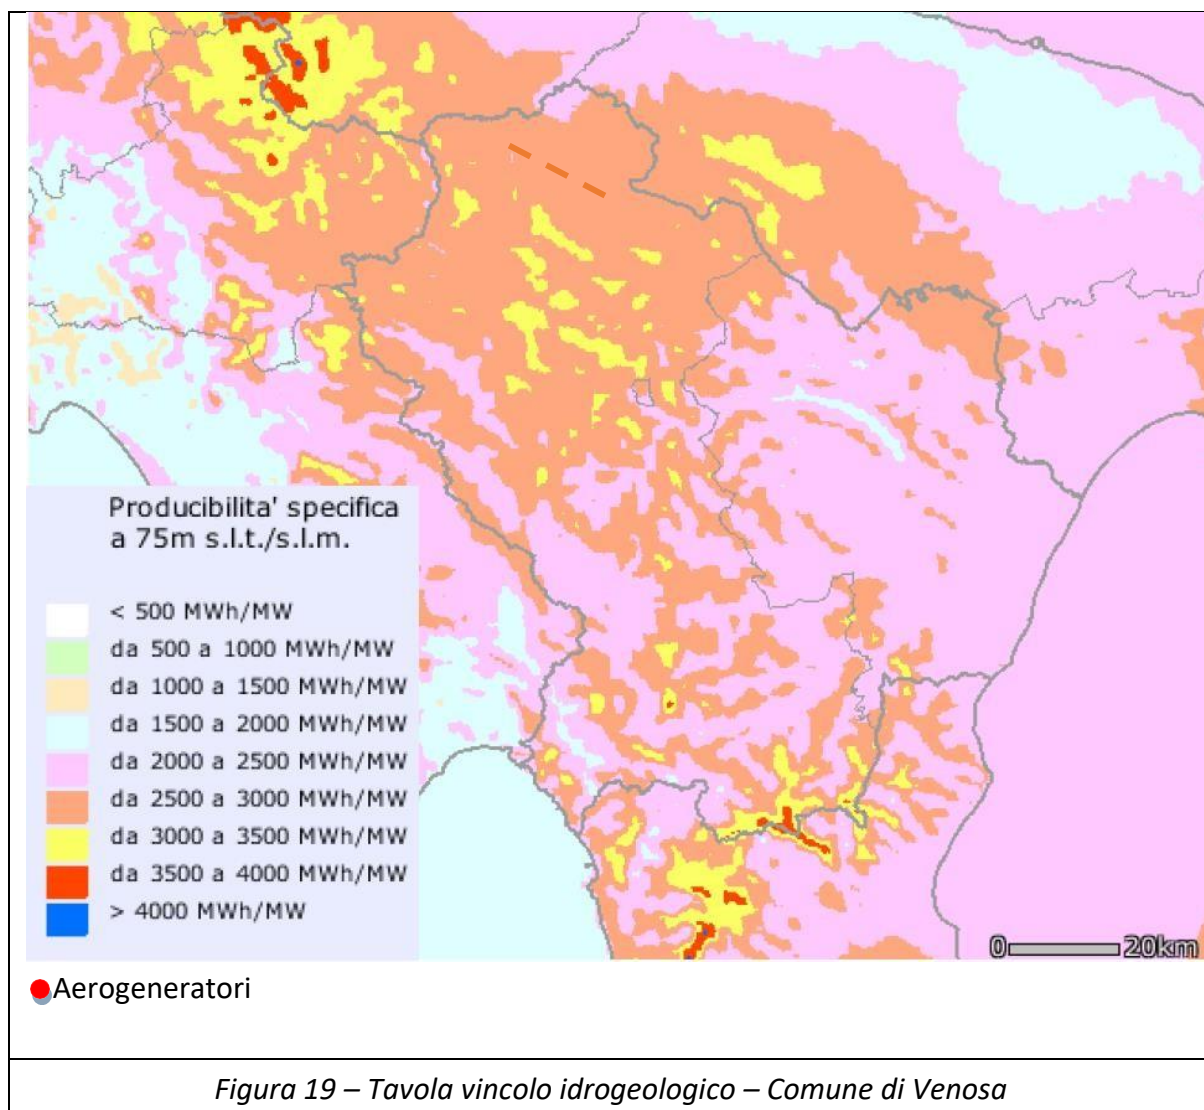 Producibilita' specifica
a 75m s.l.t./s.l.m.
< 500 MWh/MW
da 500 a 1000 MWh/MW
da 1000 a 1500 MWh/MW
da 1500 a 2000 MWh/MW
da 2000 a 2500 MWh/MW
da 2500 a 3000 MWh/MW
da 3000 a 3500 MWh/MW
da 3500 a 4000 MWh/MW
> 4000 MWh/MW
0 20km
Aerogeneratori
Figura 19 – Tavola vincolo idrogeologico – Comune di Venosa